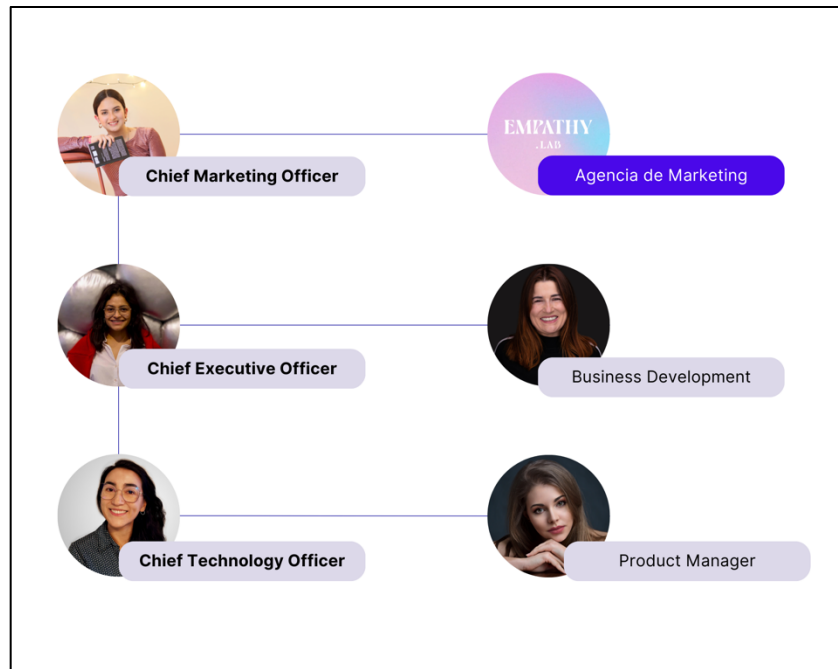 EMPATHY
.LAB
Chief Marketing Officer
Agencia de Marketing
Chief Executive Officer
Business Development
Chief Technology Officer
Product Manager